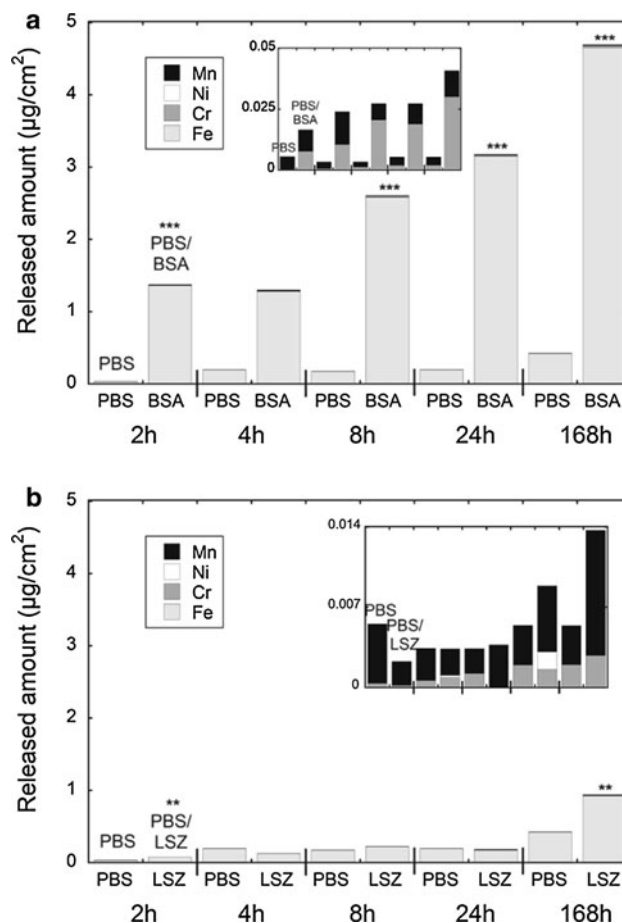 a
5
4
3
2
1
0
Released amount (µg/cm²)
Mn
Ni
Cr
Fe
0.05
0.025
0
PBS
PBS/
BSA
***
PBS/
BSA
PBS
***
***
***
PBS BSA PBS BSA PBS BSA PBS BSA PBS BSA
2h 4h 8h 24h 168h
b
5
4
3
2
1
0
Released amount (µg/cm²)
Mn
Ni
Cr
Fe
0.014
0.007
0
PBS
PBS/
LSZ
**
PBS/
LSZ
PBS
**
PBS LSZ PBS LSZ PBS LSZ PBS LSZ PBS LSZ
2h 4h 8h 24h 168h